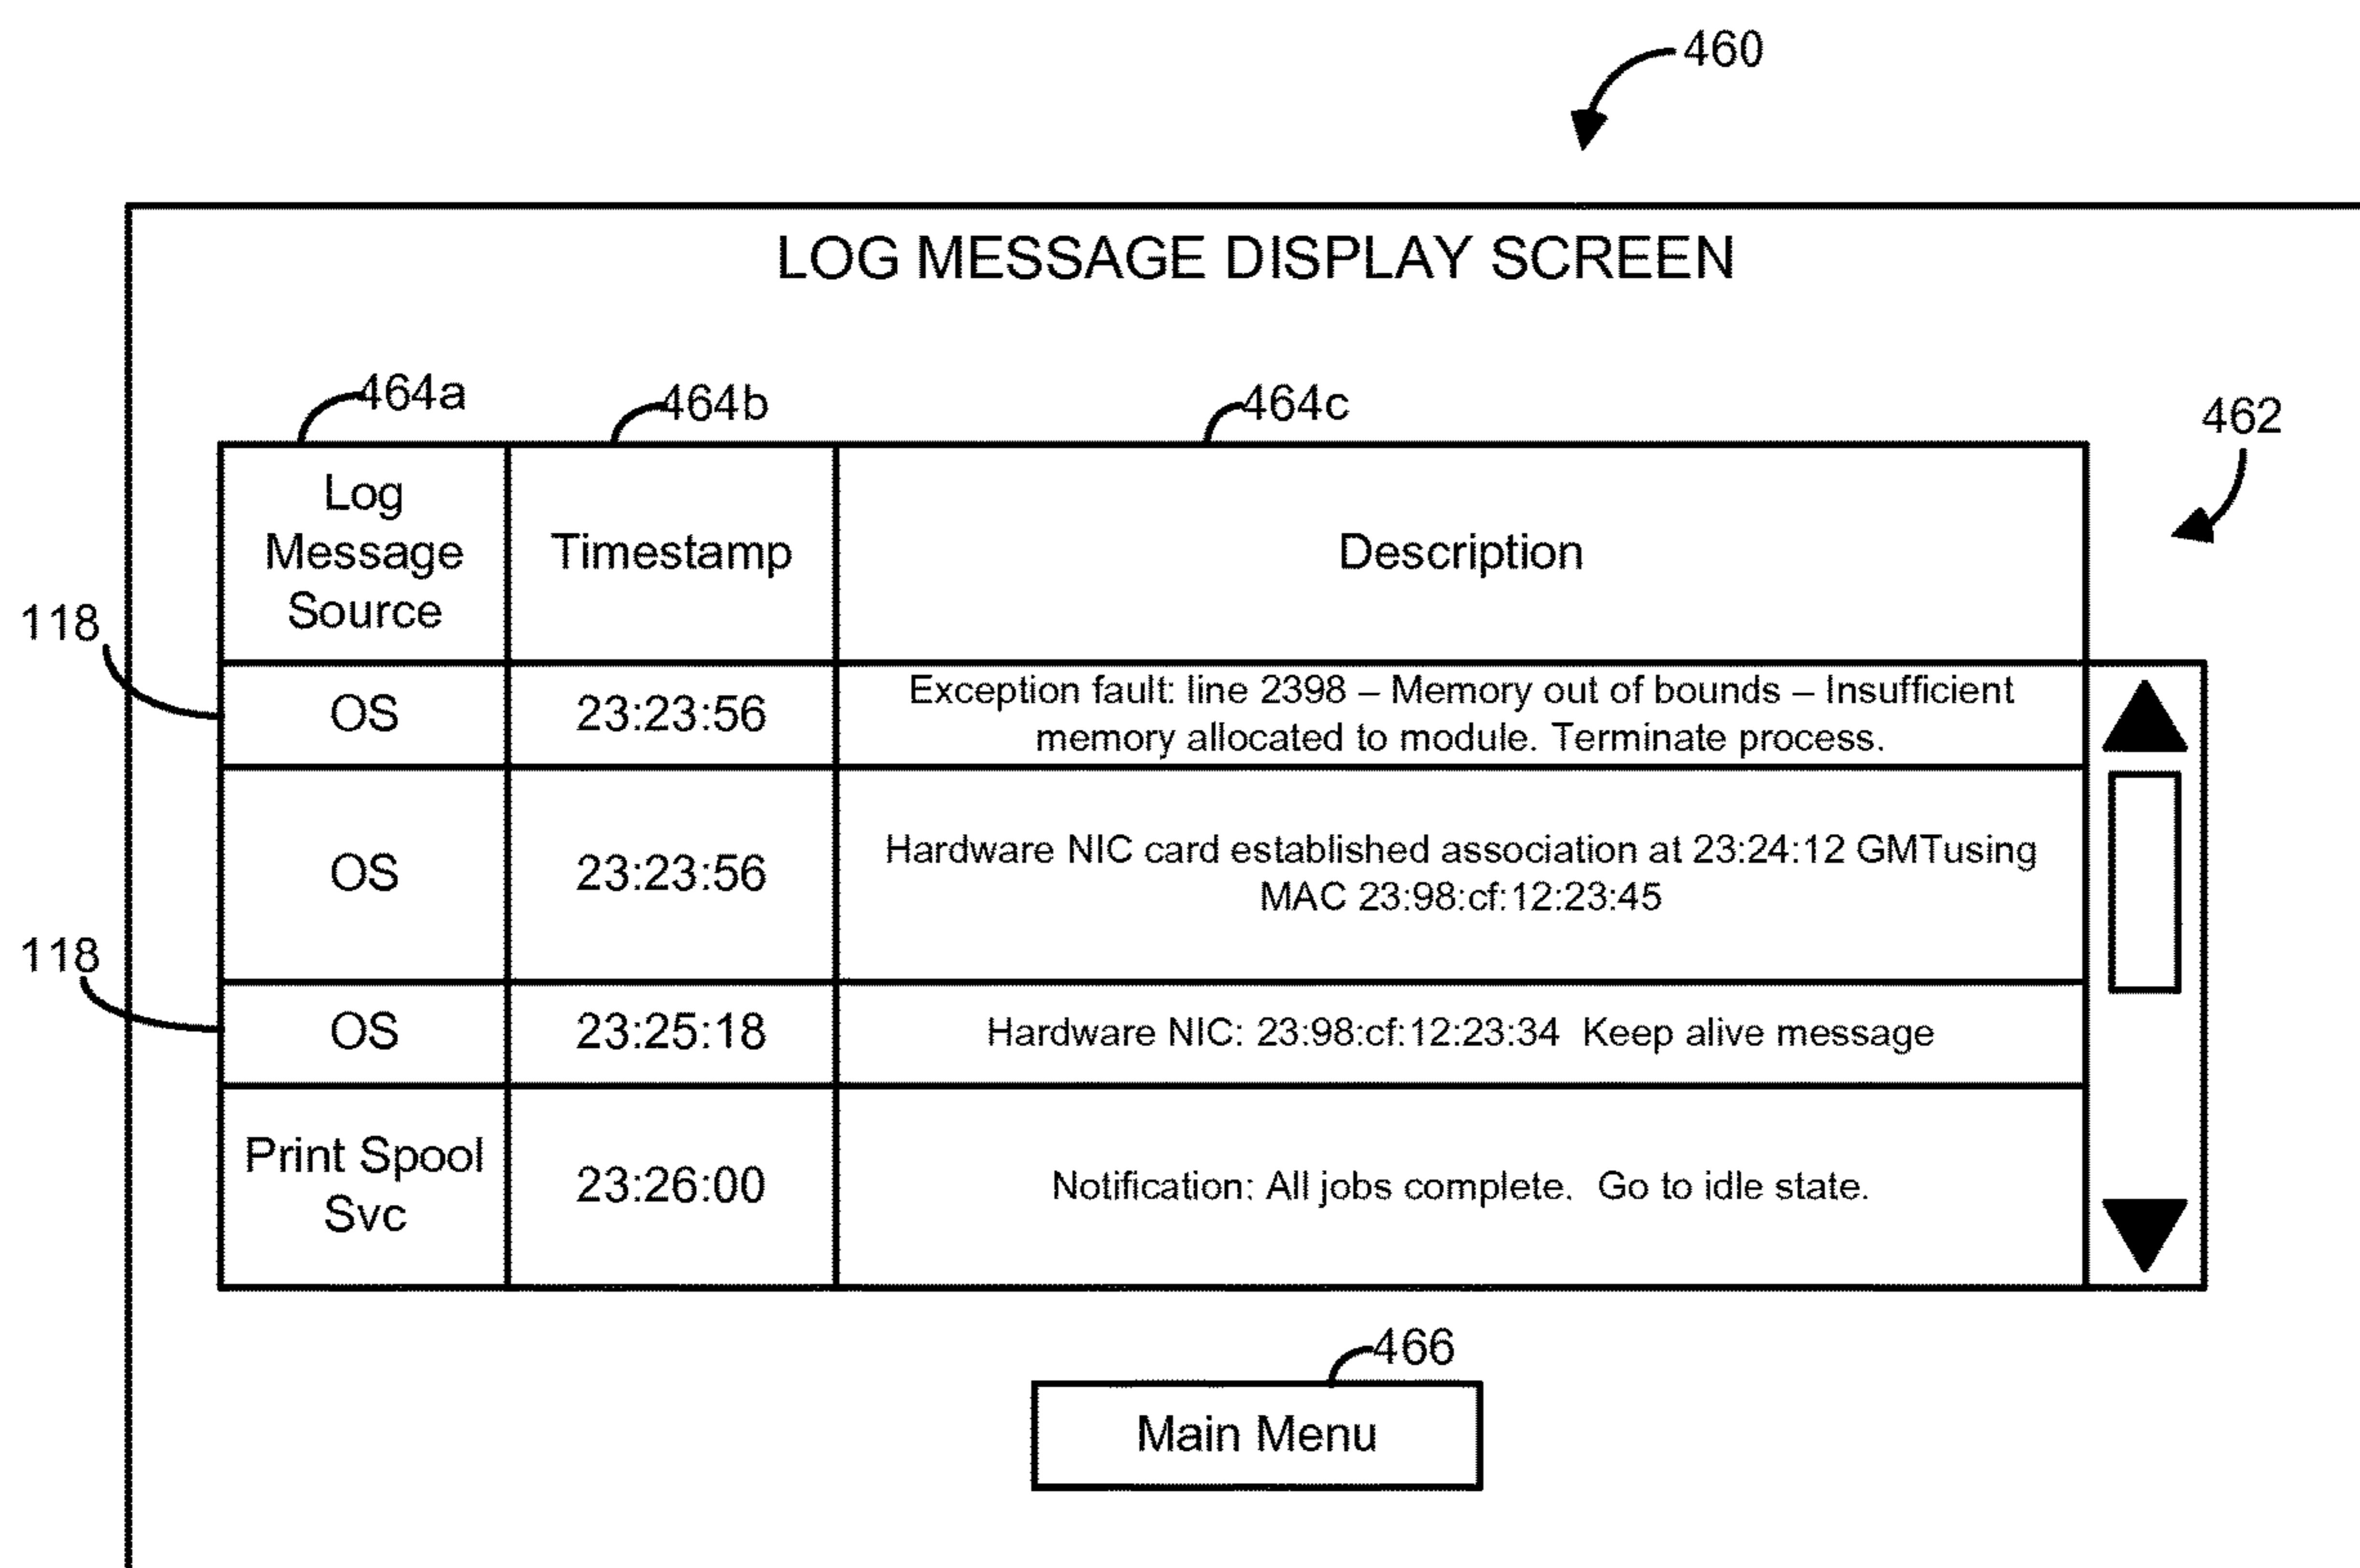 460
LOG MESSAGE DISPLAY SCREEN
464a
464b
464c
462
Log
Message
Source
Timestamp
Description
118
OS
23:23:56
Exception fault: line 2398 – Memory out of bounds – Insufficient
memory allocated to module. Terminate process.
OS
23:23:56
Hardware NIC card established association at 23:24:12 GMTusing
MAC 23:98:cf:12:23:45
118
OS
23:25:18
Hardware NIC: 23:98:cf:12:23:34  Keep alive message
Print Spool
Svc
23:26:00
Notification: All jobs complete.  Go to idle state.
466
Main Menu